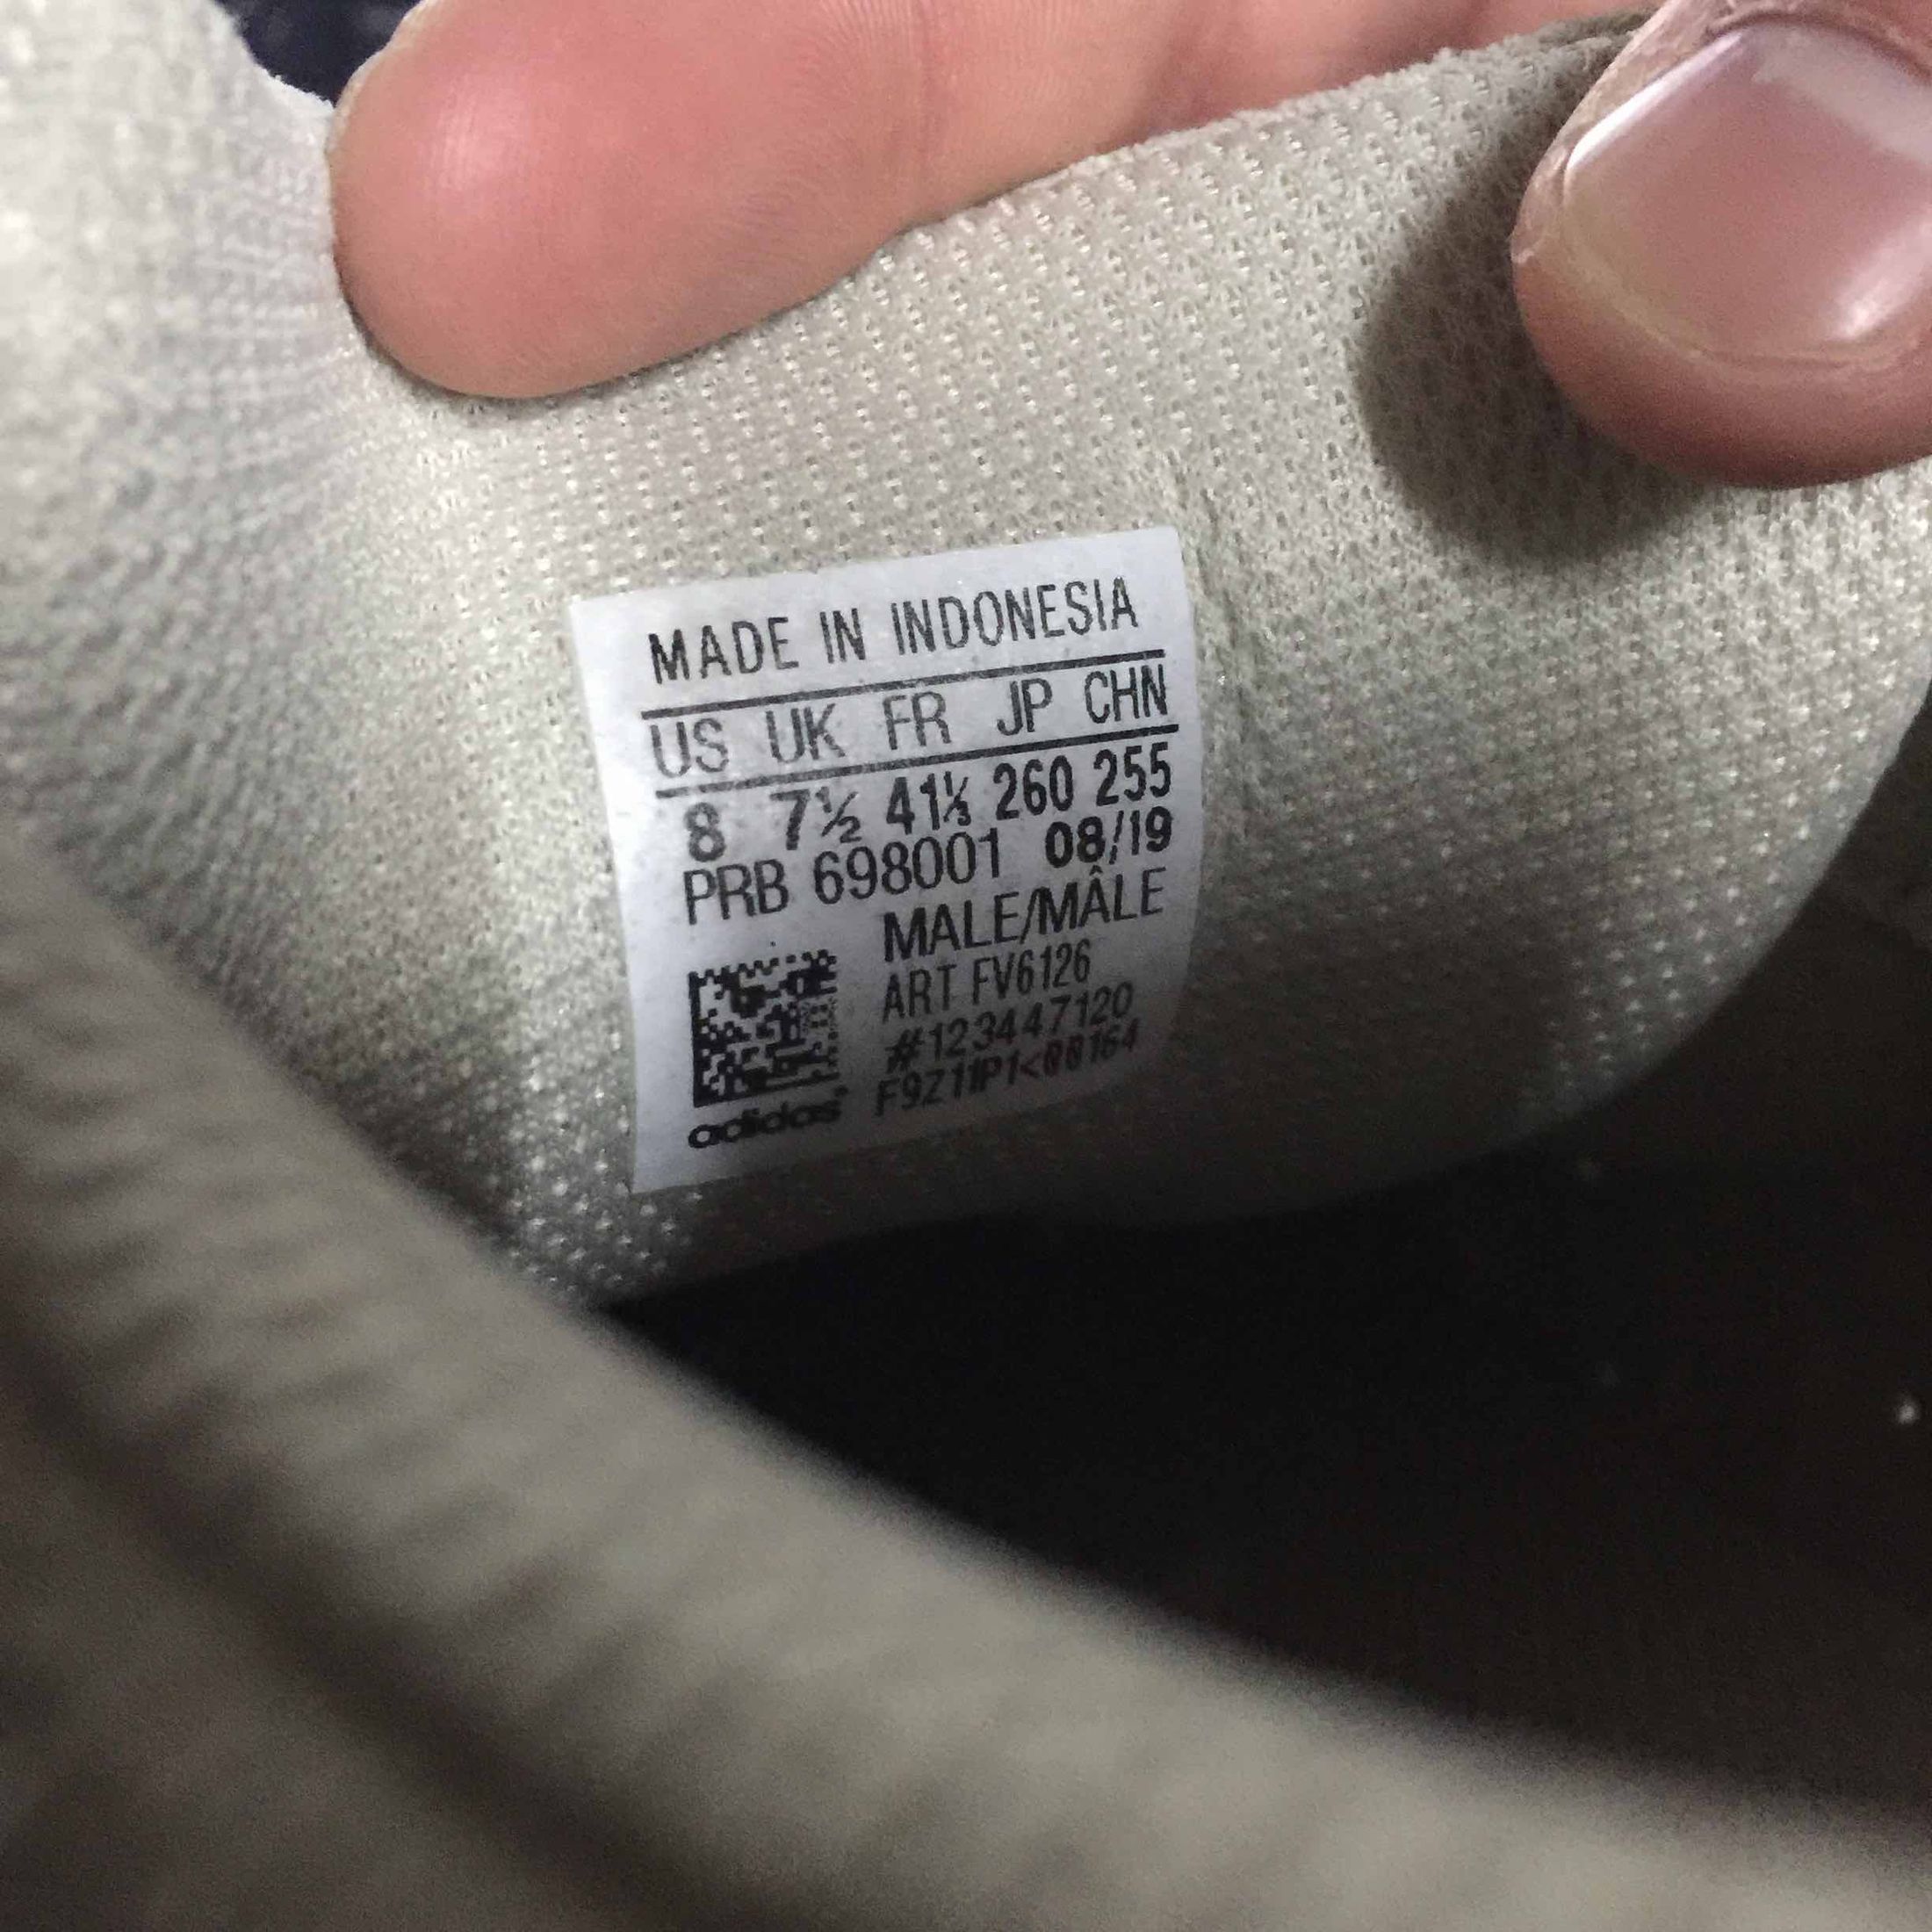 MADE IN INDONESIA
US UK FR JP CHN
8 7½ 41⅓ 260 255
PRB 698001 08/19
MALE/MÂLE
ART FV6126
#123447120
adidas